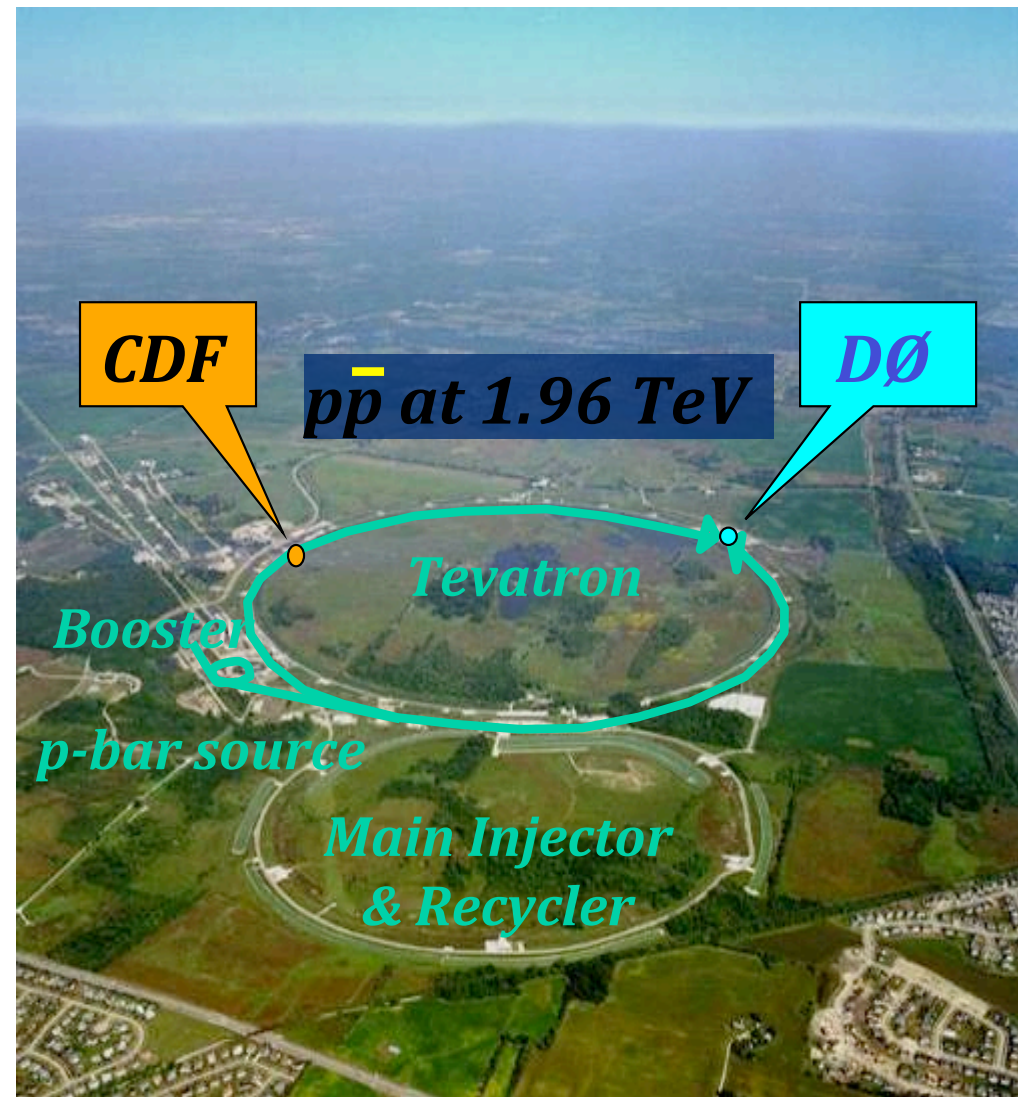 CDF
DØ
pp̅ at 1.96 TeV
Tevatron
Booster
p-bar source
Main Injector
& Recycler